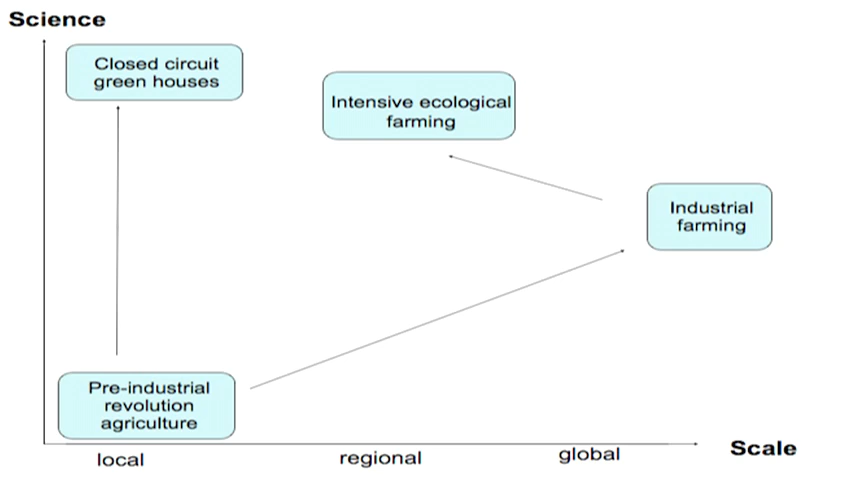 Science
Closed circuit
green houses
Intensive ecological
farming
Industrial
farming
Pre-industrial
revolution
agriculture
local
regional
global
Scale